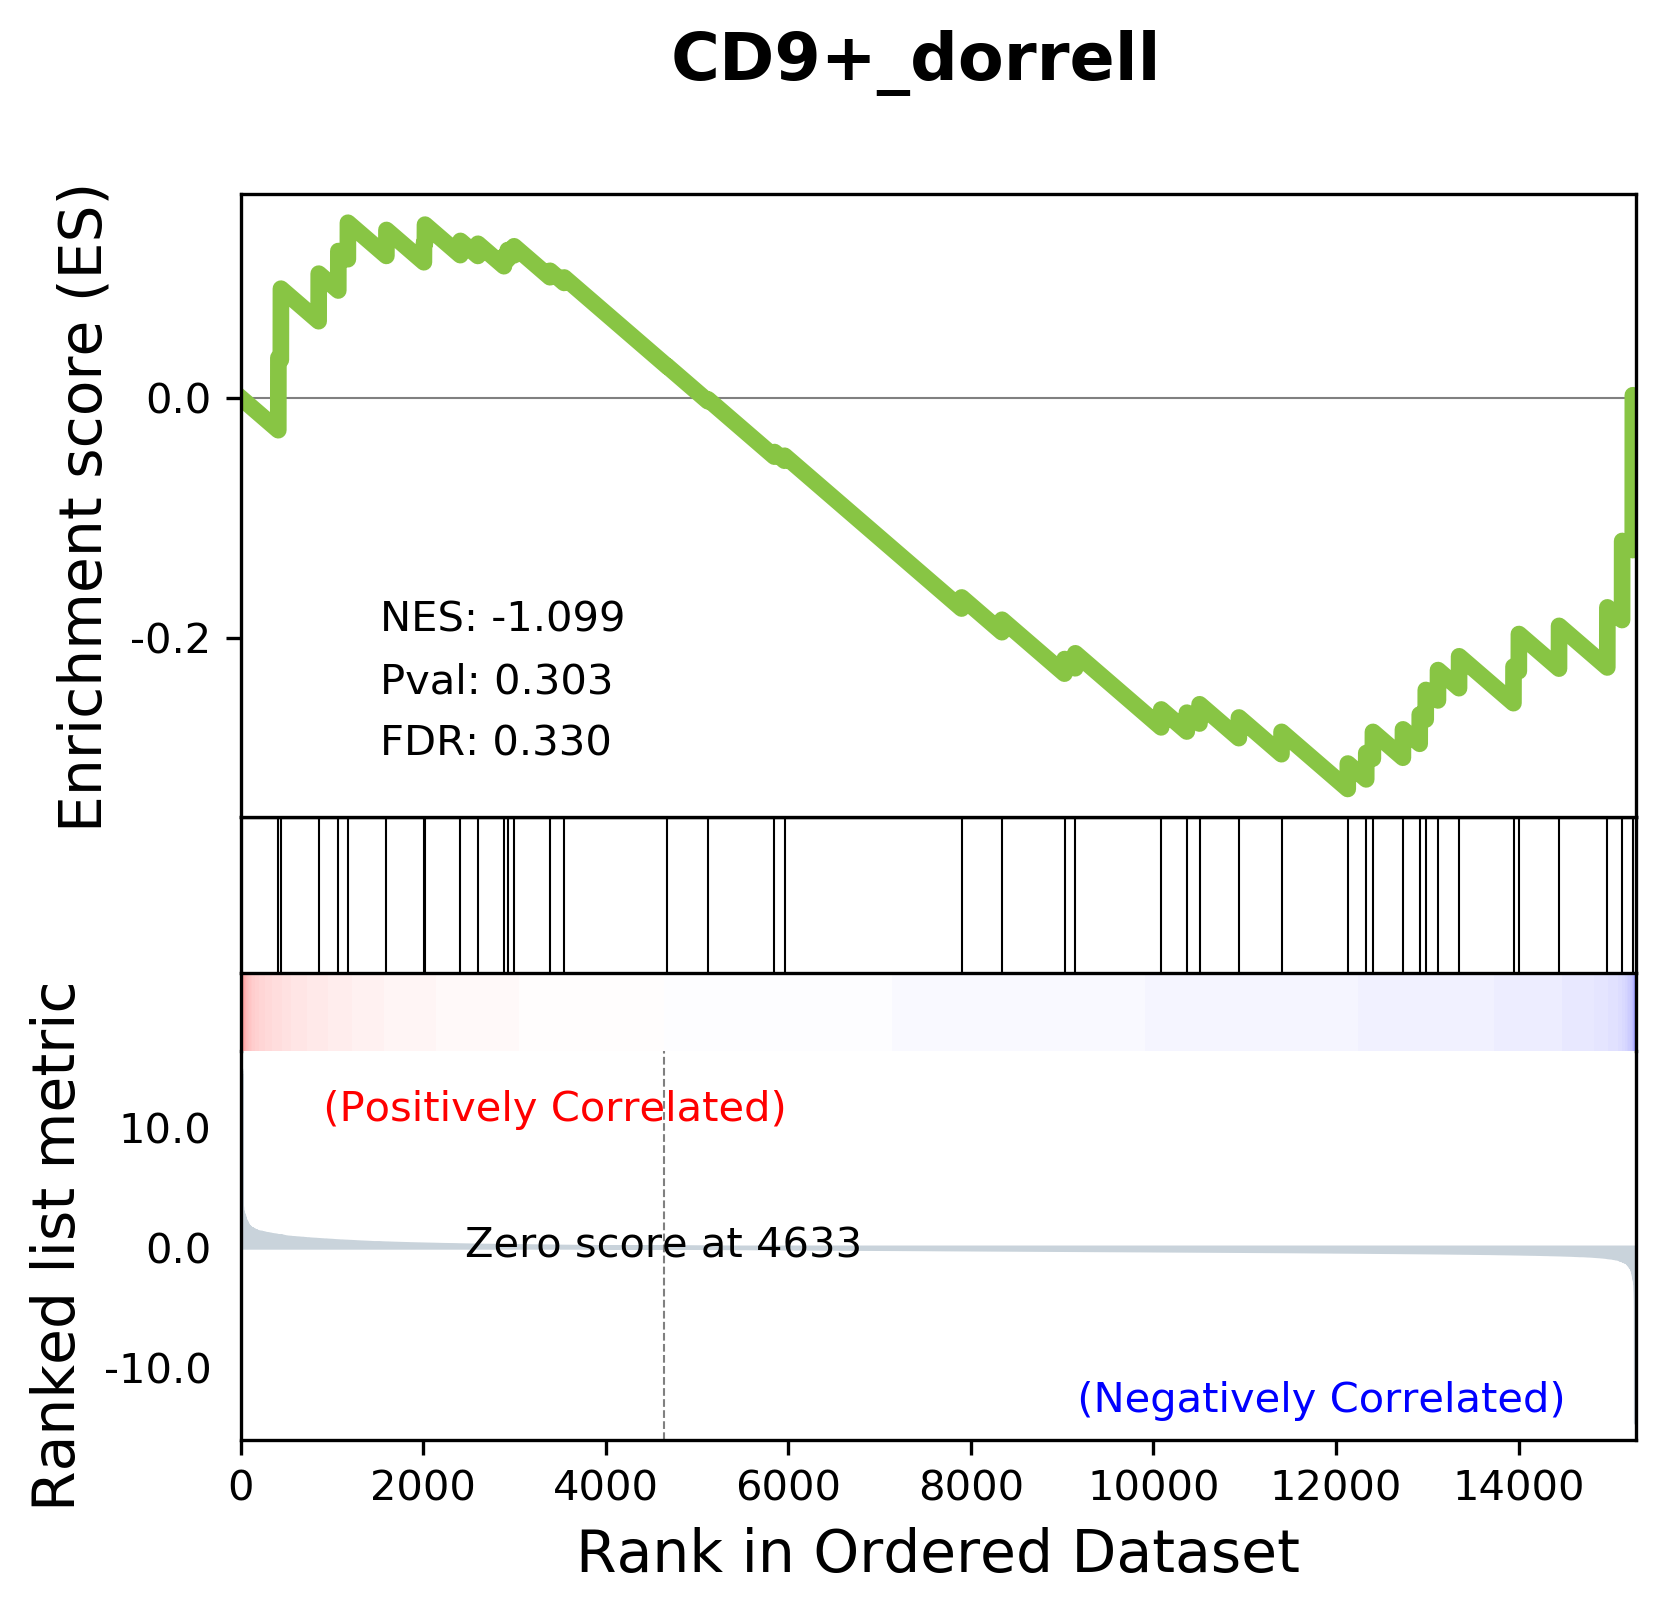 CD9+_dorrell
Enrichment score (ES)
0.0
-0.2
NES: -1.099
Pval: 0.303
FDR: 0.330
Ranked list metric
10.0
0.0
-10.0
(Positively Correlated)
Zero score at 4633
(Negatively Correlated)
0 2000 4000 6000 8000 10000 12000 14000
Rank in Ordered Dataset